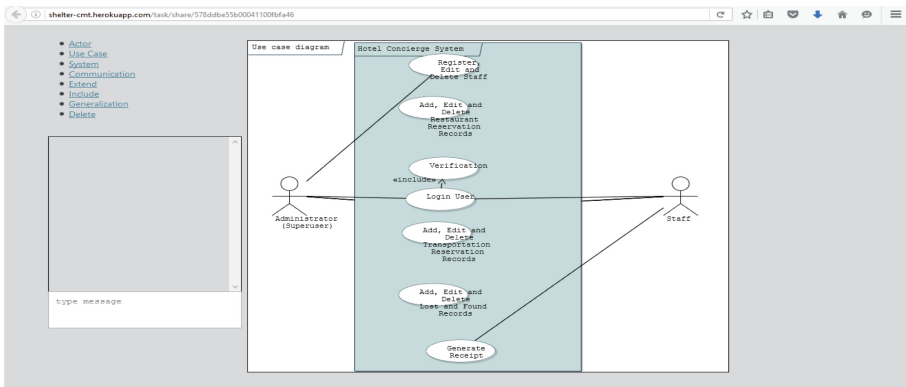 shelter-cmt.herokuapp.com/task/share/578ddbe55b00041100fbfa46
Actor
Use Case
System
Communication
Extend
Include
Generalization
Delete
type message
Use case diagram
Hotel Concierge System
Register,
Edit and
Delete Staff
Add, Edit and
Delete
Restaurant
Reservation
Records
Verification
«include»
Login User
Administrator
(Superuser)
Staff
Add, Edit and
Delete
Transportation
Reservation
Records
Add, Edit and
Delete
Lost and Found
Records
Generate
Receipt